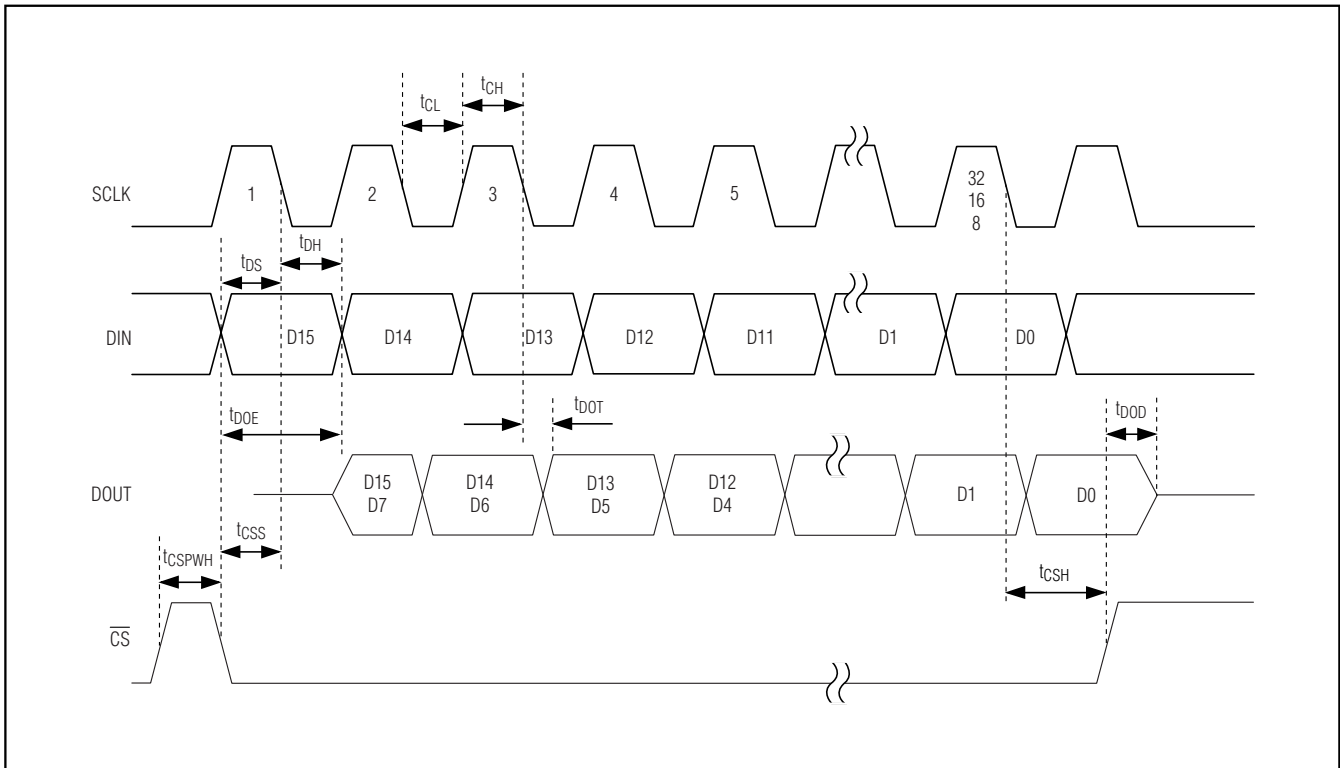 tCL
tCH
SCLK
1
2
3
4
5
32
16
8
tDS
tDH
DIN
D15
D14
D13
D12
D11
D1
D0
tDOE
tDOT
tDOD
DOUT
D15
D7
D14
D6
D13
D5
D12
D4
D1
D0
tCSPWH
tCSS
tCSH
C̅S̅